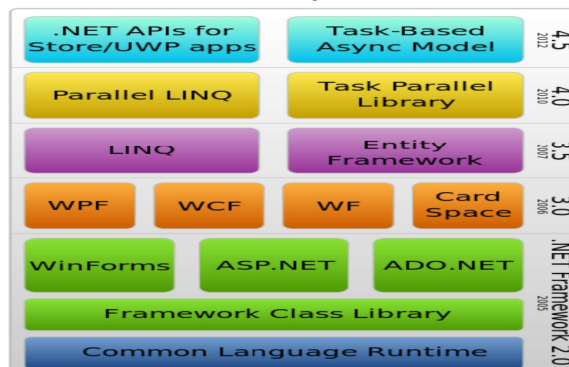 .NET APIs for
Store/UWP apps
Task-Based
Async Model
4.5
2012
Parallel LINQ
Task Parallel
Library
4.0
2010
LINQ
Entity
Framework
3.5
2007
WPF
WCF
WF
Card
Space
3.0
2006
WinForms
ASP.NET
ADO.NET
Framework Class Library
Common Language Runtime
.NET Framework 2.0
2005